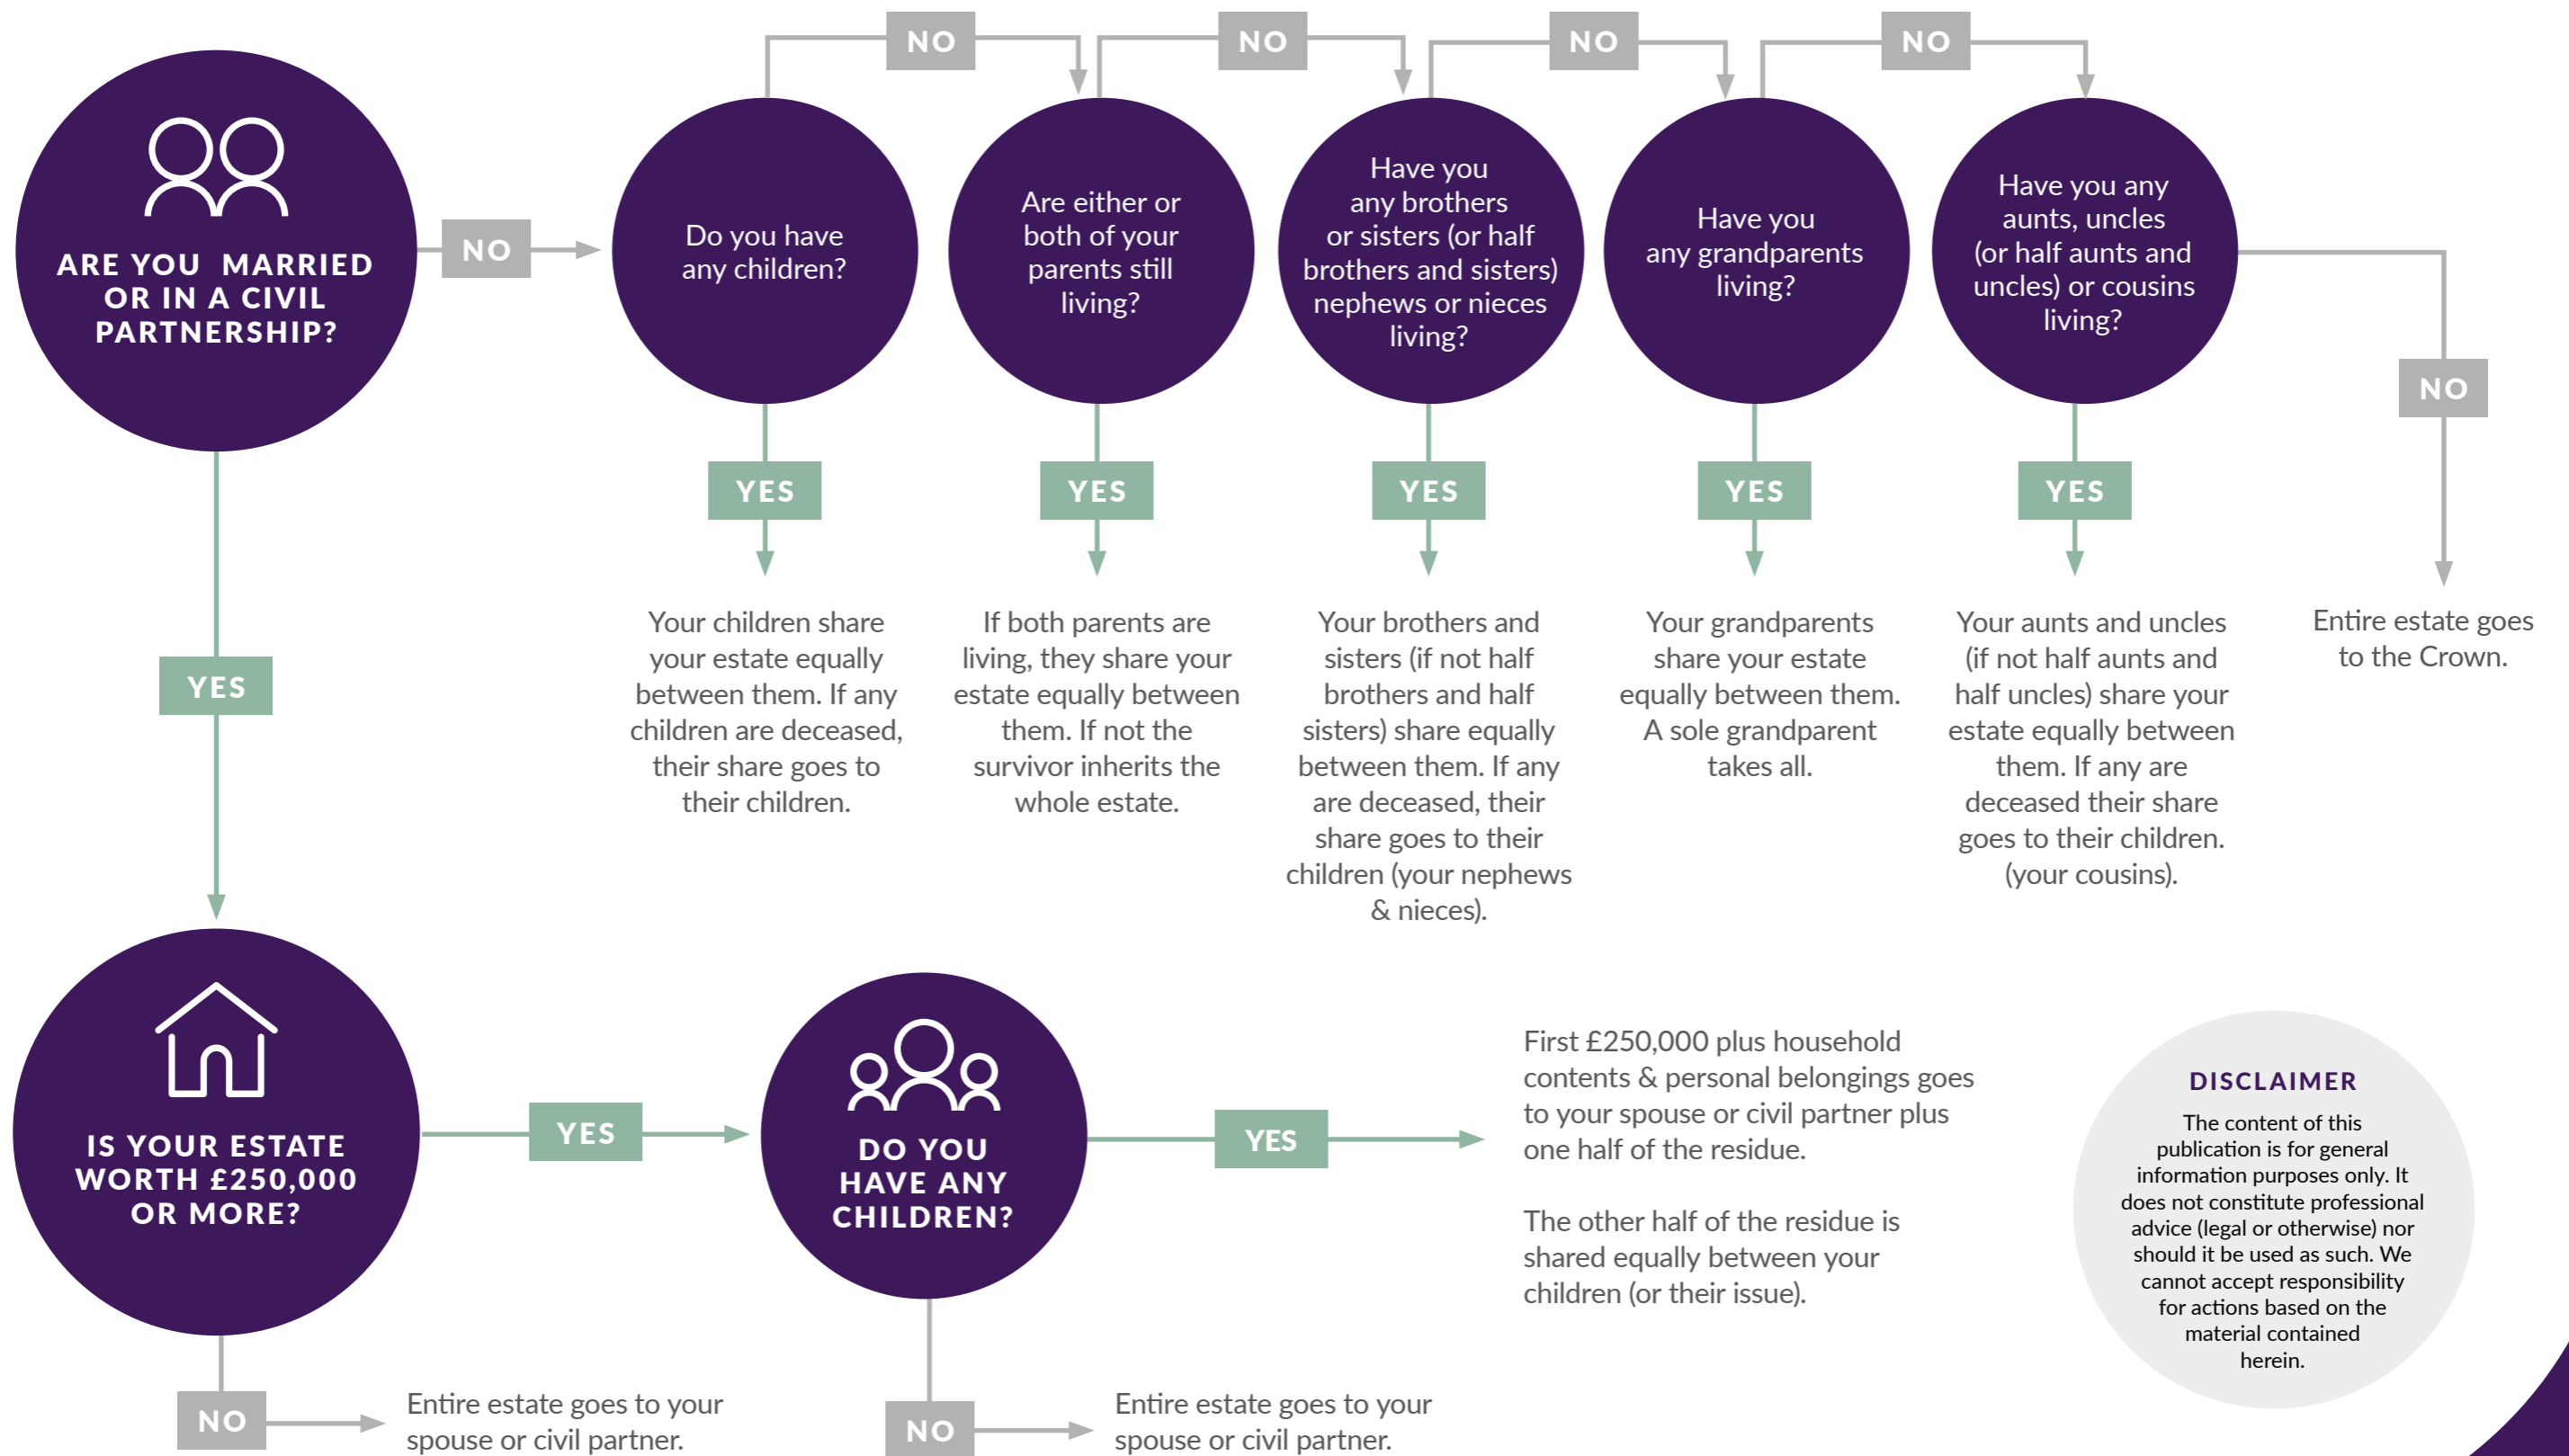 ARE YOU MARRIED
OR IN A CIVIL
PARTNERSHIP?
NO
Do you have
any children?
NO
Are either or
both of your
parents still
living?
NO
Have you
any brothers
or sisters (or half
brothers and sisters)
nephews or nieces
living?
NO
Have you
any grandparents
living?
NO
Have you any
aunts, uncles
(or half aunts and
uncles) or cousins
living?
NO
YES
Your children share
your estate equally
between them. If any
children are deceased,
their share goes to
their children.
YES
If both parents are
living, they share your
estate equally between
them. If not the
survivor inherits the
whole estate.
YES
Your brothers and
sisters (if not half
brothers and half
sisters) share equally
between them. If any
are deceased, their
share goes to their
children (your nephews
& nieces).
YES
Your grandparents
share your estate
equally between them.
A sole grandparent
takes all.
YES
Your aunts and uncles
(if not half aunts and
half uncles) share your
estate equally between
them. If any are
deceased their share
goes to their children.
(your cousins).
Entire estate goes
to the Crown.
YES
IS YOUR ESTATE
WORTH £250,000
OR MORE?
YES
DO YOU
HAVE ANY
CHILDREN?
YES
First £250,000 plus household
contents & personal belongings goes
to your spouse or civil partner plus
one half of the residue.
The other half of the residue is
shared equally between your
children (or their issue).
NO
Entire estate goes to your
spouse or civil partner.
NO
Entire estate goes to your
spouse or civil partner.
DISCLAIMER
The content of this
publication is for general
information purposes only. It
does not constitute professional
advice (legal or otherwise) nor
should it be used as such. We
cannot accept responsibility
for actions based on the
material contained
herein.